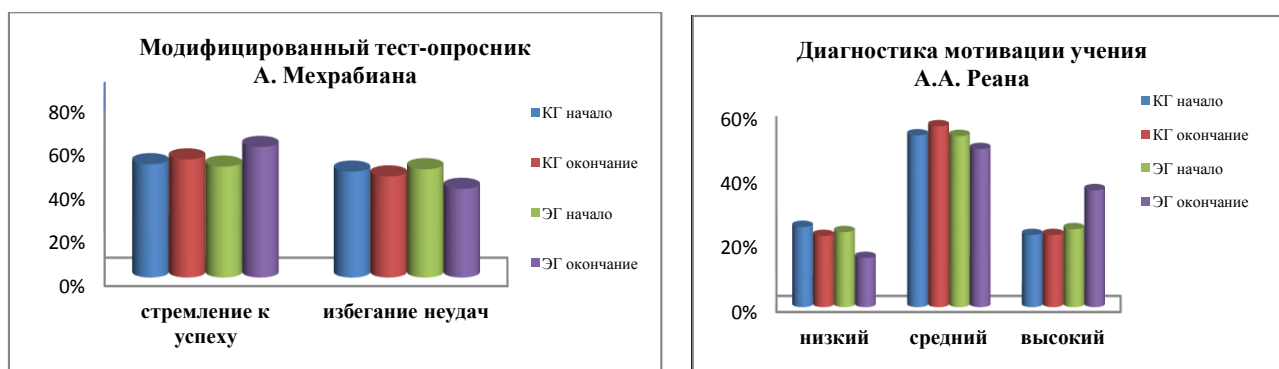 Модифицированный тест-опросник
А. Мехрабиана
80%
60%
40%
20%
0%
стремление к
успеху
избегание неудач
КГ начало
КГ окончание
ЭГ начало
ЭГ окончание
Диагностика мотивации учения
А.А. Реана
60%
40%
20%
0%
низкий
средний
высокий
КГ начало
КГ окончание
ЭГ начало
ЭГ окончание